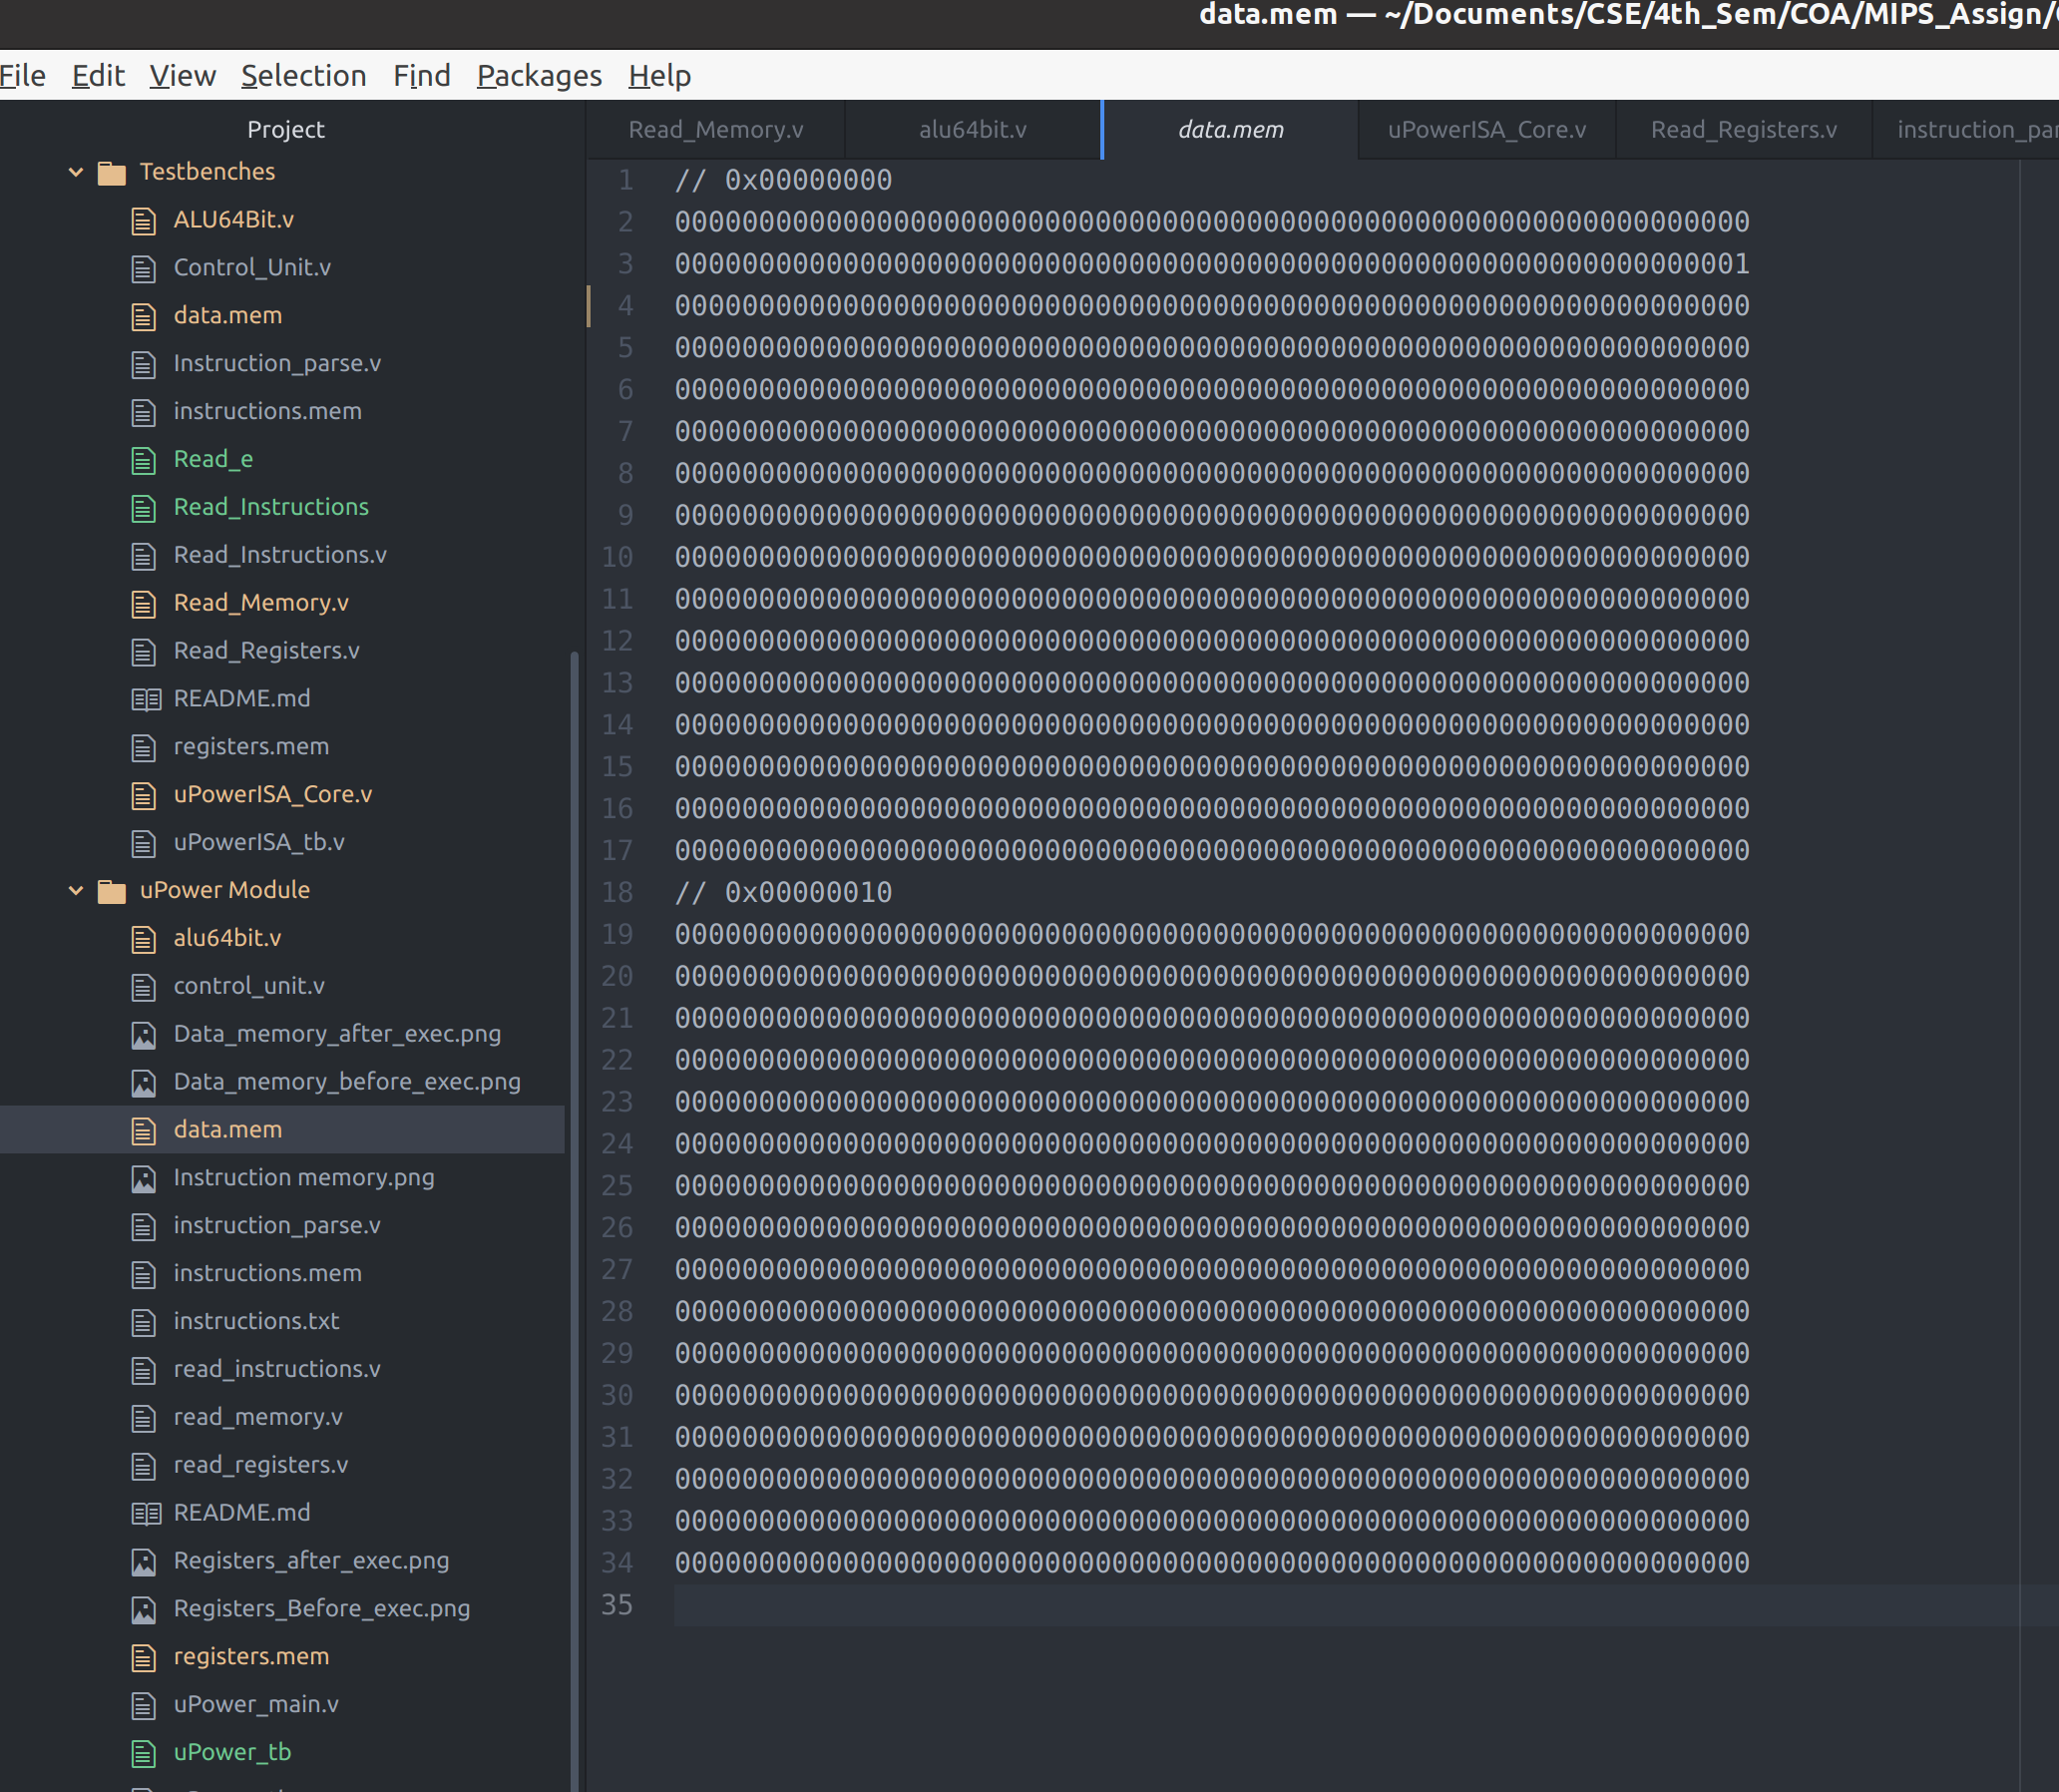 data.mem — ~/Documents/CSE/4th_Sem/COA/MIPS_Assign/
File Edit View Selection Find Packages Help
Project
Testbenches
ALU64Bit.v
Control_Unit.v
data.mem
Instruction_parse.v
instructions.mem
Read_e
Read_Instructions
Read_Instructions.v
Read_Memory.v
Read_Registers.v
README.md
registers.mem
uPowerISA_Core.v
uPowerISA_tb.v
uPower Module
alu64bit.v
control_unit.v
Data_memory_after_exec.png
Data_memory_before_exec.png
data.mem
Instruction memory.png
instruction_parse.v
instructions.mem
instructions.txt
read_instructions.v
read_memory.v
read_registers.v
README.md
Registers_after_exec.png
Registers_Before_exec.png
registers.mem
uPower_main.v
uPower_tb
Read_Memory.v alu64bit.v data.mem uPowerISA_Core.v Read_Registers.v instruction_par
1 // 0x00000000
2 0000000000000000000000000000000000000000000000000000000000000000
3 0000000000000000000000000000000000000000000000000000000000000001
4 0000000000000000000000000000000000000000000000000000000000000000
5 0000000000000000000000000000000000000000000000000000000000000000
6 0000000000000000000000000000000000000000000000000000000000000000
7 0000000000000000000000000000000000000000000000000000000000000000
8 0000000000000000000000000000000000000000000000000000000000000000
9 0000000000000000000000000000000000000000000000000000000000000000
10 0000000000000000000000000000000000000000000000000000000000000000
11 0000000000000000000000000000000000000000000000000000000000000000
12 0000000000000000000000000000000000000000000000000000000000000000
13 0000000000000000000000000000000000000000000000000000000000000000
14 0000000000000000000000000000000000000000000000000000000000000000
15 0000000000000000000000000000000000000000000000000000000000000000
16 0000000000000000000000000000000000000000000000000000000000000000
17 0000000000000000000000000000000000000000000000000000000000000000
18 // 0x00000010
19 0000000000000000000000000000000000000000000000000000000000000000
20 0000000000000000000000000000000000000000000000000000000000000000
21 0000000000000000000000000000000000000000000000000000000000000000
22 0000000000000000000000000000000000000000000000000000000000000000
23 0000000000000000000000000000000000000000000000000000000000000000
24 0000000000000000000000000000000000000000000000000000000000000000
25 0000000000000000000000000000000000000000000000000000000000000000
26 0000000000000000000000000000000000000000000000000000000000000000
27 0000000000000000000000000000000000000000000000000000000000000000
28 0000000000000000000000000000000000000000000000000000000000000000
29 0000000000000000000000000000000000000000000000000000000000000000
30 0000000000000000000000000000000000000000000000000000000000000000
31 0000000000000000000000000000000000000000000000000000000000000000
32 0000000000000000000000000000000000000000000000000000000000000000
33 0000000000000000000000000000000000000000000000000000000000000000
34 0000000000000000000000000000000000000000000000000000000000000000
35